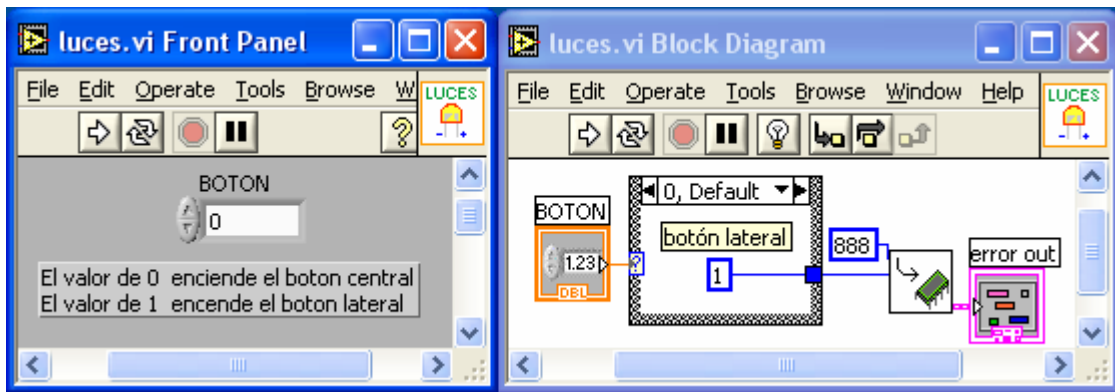 luces.vi Front Panel
File Edit Operate Tools Browse W
LUCES
- +
?
BOTON
0
El valor de 0 enciende el boton central
El valor de 1 encende el boton lateral
luces.vi Block Diagram
File Edit Operate Tools Browse Window Help
LUCES
- +
0, Default
BOTON
botón lateral
888
1.23
?
1
DBL
error out